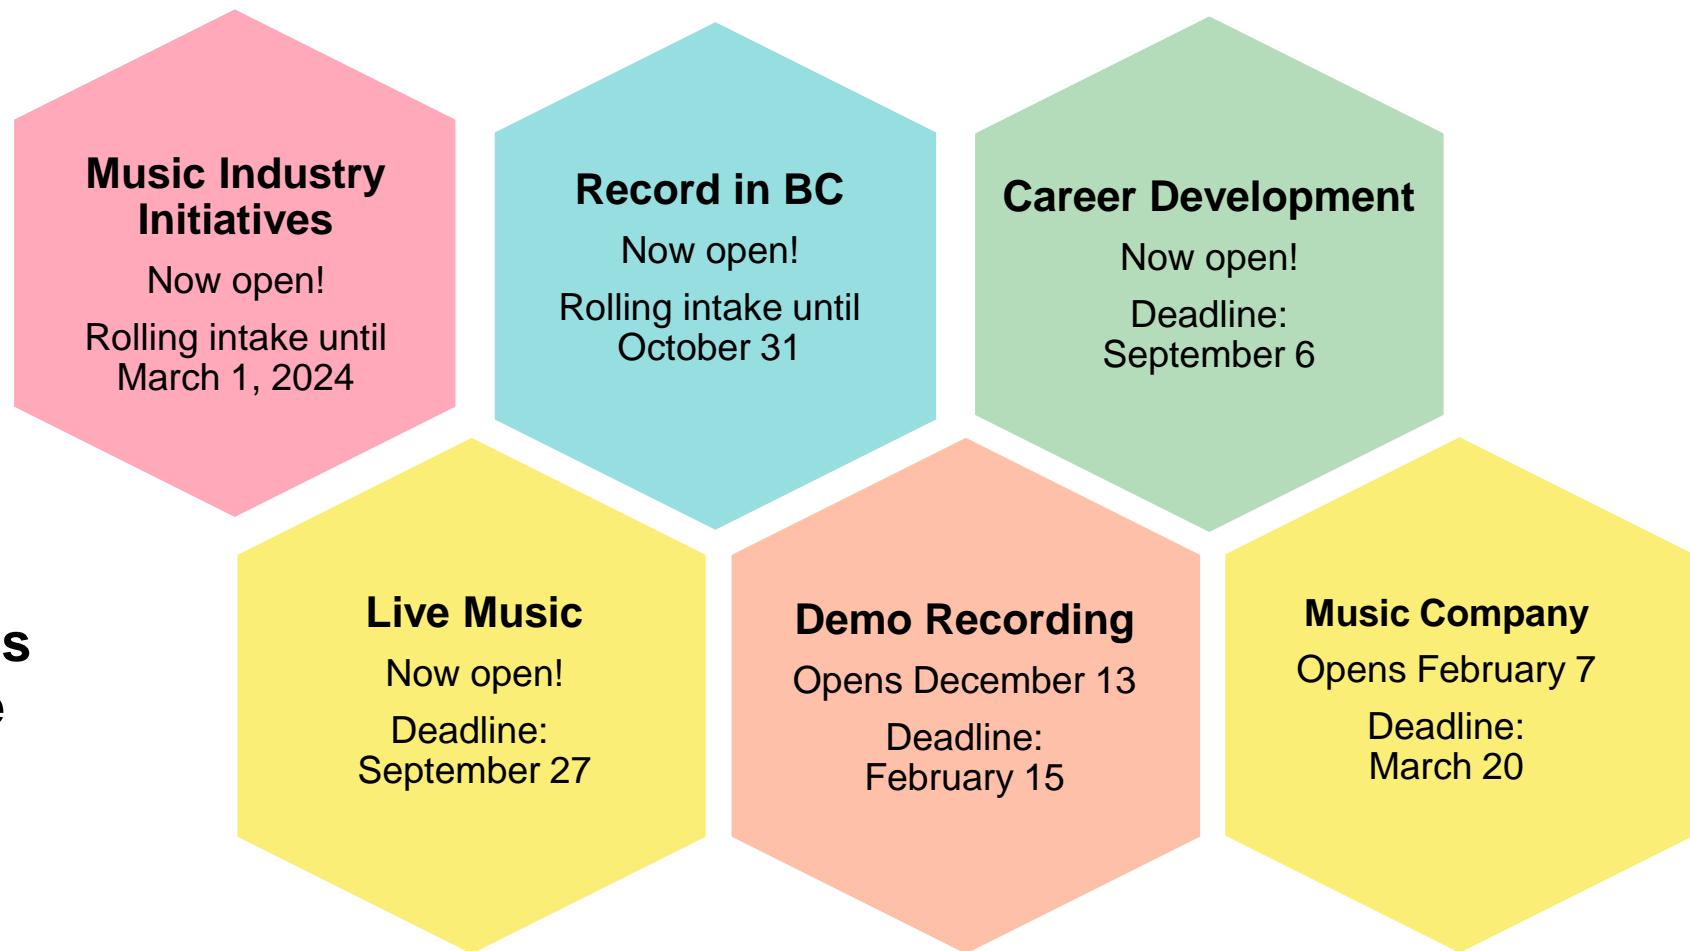 Music Industry
Initiatives
Now open!
Rolling intake until
March 1, 2024
Record in BC
Now open!
Rolling intake until
October 31
Career Development
Now open!
Deadline:
September 6
Live Music
Now open!
Deadline:
September 27
Demo Recording
Opens December 13
Deadline:
February 15
Music Company
Opens February 7
Deadline:
March 20
s